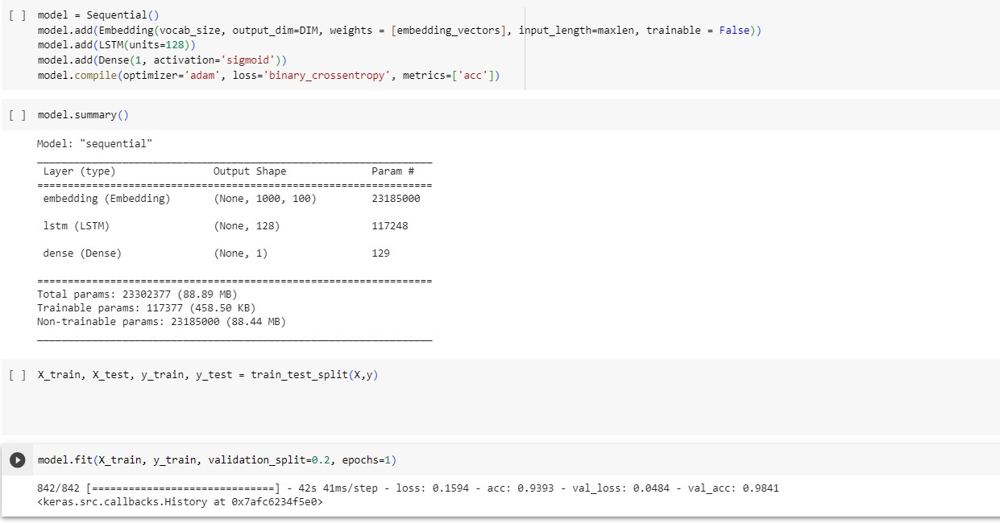 [ ] model = Sequential()
model.add(Embedding(vocab_size, output_dim=DIM, weights = [embedding_vectors], input_length=maxlen, trainable = False))
model.add(LSTM(units=128))
model.add(Dense(1, activation='sigmoid'))
model.compile(optimizer='adam', loss='binary_crossentropy', metrics=['acc'])
[ ] model.summary()
Model: "sequential"
_________________________________________________________________
Layer (type) Output Shape Param #
=================================================================
embedding (Embedding) (None, 1000, 100) 23185000
lstm (LSTM) (None, 128) 117248
dense (Dense) (None, 1) 129
=================================================================
Total params: 23302377 (88.89 MB)
Trainable params: 117377 (458.50 KB)
Non-trainable params: 23185000 (88.44 MB)
_________________________________________________________________
[ ] X_train, X_test, y_train, y_test = train_test_split(X,y)
model.fit(X_train, y_train, validation_split=0.2, epochs=1)
842/842 [==============================] - 42s 41ms/step - loss: 0.1594 - acc: 0.9393 - val_loss: 0.0484 - val_acc: 0.9841
<keras.src.callbacks.History at 0x7afc6234f5e0>